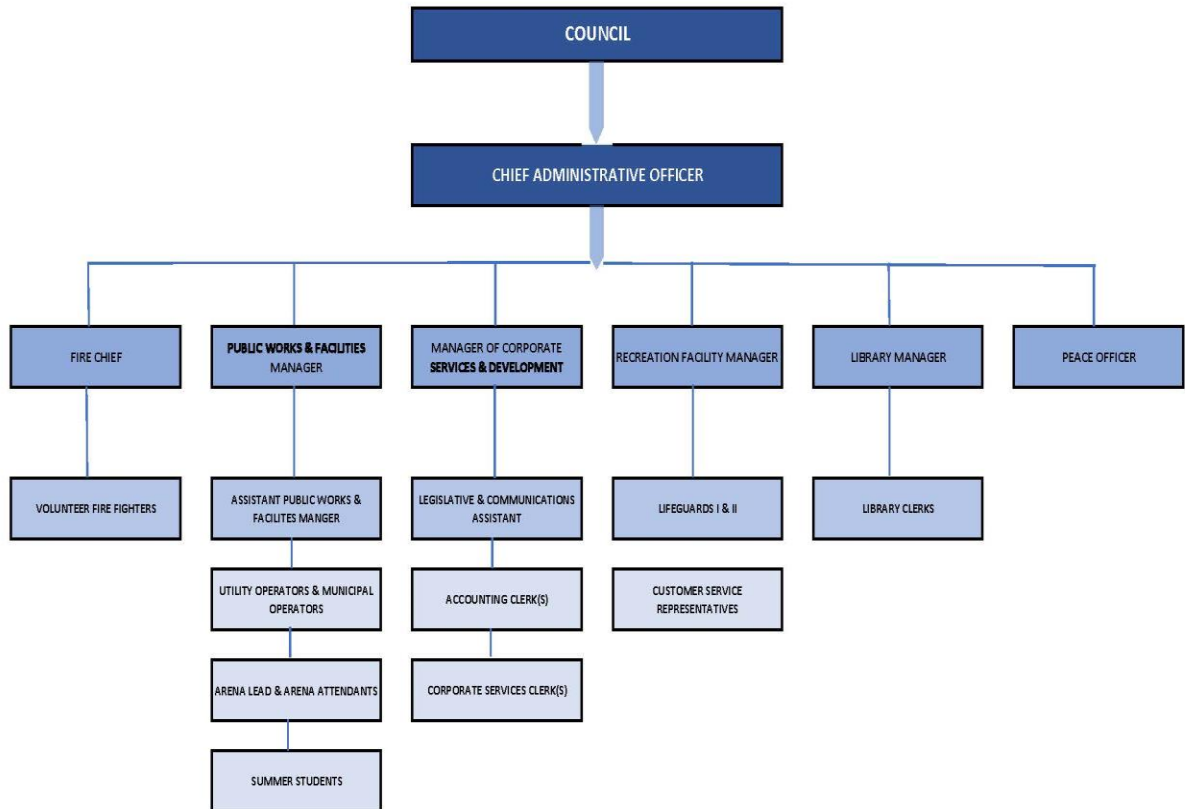 COUNCIL
CHIEF ADMINISTRATIVE OFFICER
FIRE CHIEF
PUBLIC WORKS & FACILITIES
MANAGER
MANAGER OF CORPORATE
SERVICES & DEVELOPMENT
RECREATION FACILITY MANAGER
LIBRARY MANAGER
PEACE OFFICER
VOLUNTEER FIRE FIGHTERS
ASSISTANT PUBLIC WORKS &
FACILITES MANGER
LEGISLATIVE & COMMUNICATIONS
ASSISTANT
LIFEGUARDS I & II
LIBRARY CLERKS
UTILITY OPERATORS & MUNICIPAL
OPERATORS
ACCOUNTING CLERK(S)
CUSTOMER SERVICE
REPRESENTATIVES
ARENA LEAD & ARENA ATTENDANTS
CORPORATE SERVICES CLERK(S)
SUMMER STUDENTS